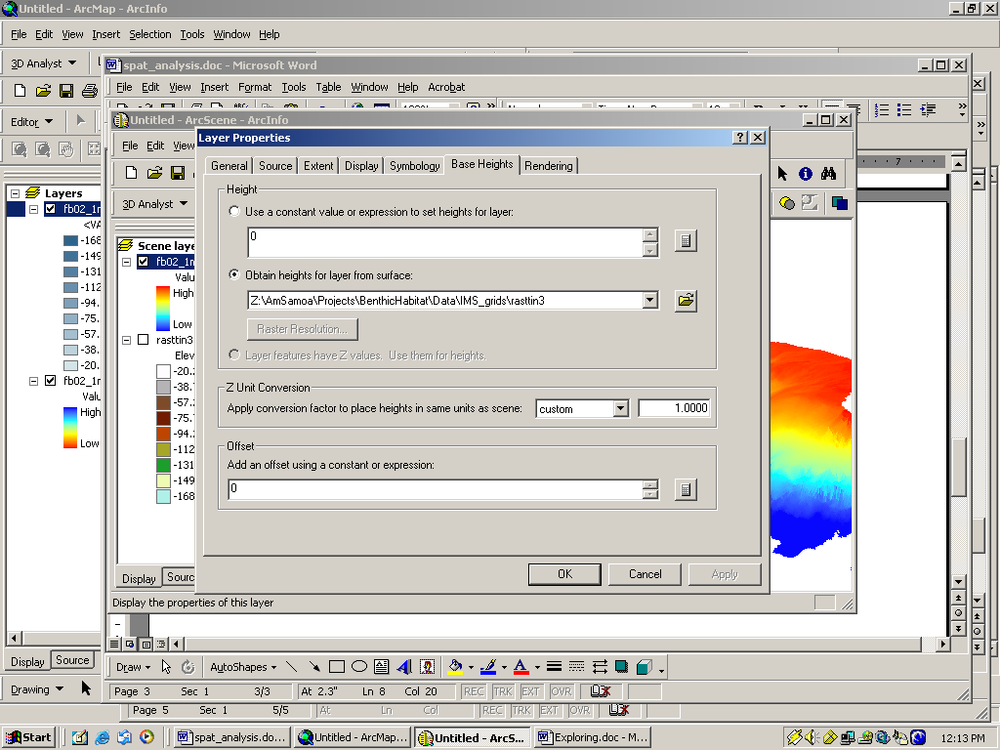 Untitled - ArcMap - ArcInfo
File Edit View Insert Selection Tools Window Help
3D Analyst
Editor
Layers
fb02_1m
<VA
-168
-149
-131
-112
-94.
-75.
-57.
-38.
-20.
fb02_1m
Valu
High
Low
Display Source
Drawing
spat_analysis.doc - Microsoft Word
File Edit View Insert Format Tools Table Window Help Acrobat
7
Untitled - ArcScene - ArcInfo
File Edit View
3D Analyst
Scene laye
fb02_1m
Valu
High
Low
rasttin3
Elev
-20.
-38.
-57.
-75.
-94.
-112
-131
-149
-168
Display Sourc
Display the properties of this layer
Layer Properties
General Source Extent Display Symbology Base Heights Rendering
Height
Use a constant value or expression to set heights for layer:
0
Obtain heights for layer from surface:
Z:\AmSamoa\Projects\BenthicHabitat\Data\IMS_grids\rasttin3
Raster Resolution...
Layer features have Z values. Use them for heights.
Z Unit Conversion
Apply conversion factor to place heights in same units as scene: custom 1.0000
Offset
Add an offset using a constant or expression:
0
OK Cancel Apply
Draw AutoShapes
Page 3 Sec 1 3/3 At 2.3" Ln 8 Col 20 REC TRK EXT OVR
Page 5 Sec 1 5/5 At Ln Col REC TRK EXT OVR
Start spat_analysis.do... Untitled - ArcMap... Untitled - ArcS... Exploring.doc - M... 12:13 PM